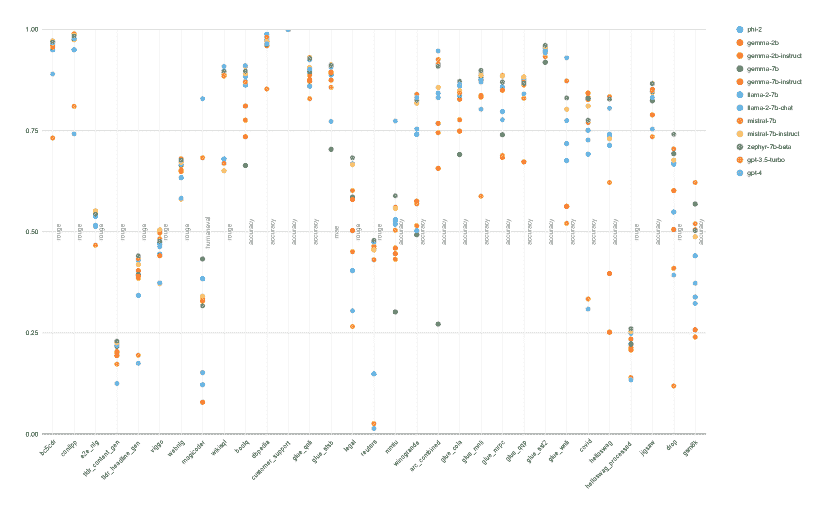 1.00
0.75
0.50
0.25
0.00
rouge
rouge
rouge
rouge
rouge
rouge
rouge
humaneval
rouge
accuracy
accuracy
accuracy
accuracy
mae
rouge
rouge
accuracy
accuracy
accuracy
accuracy
accuracy
accuracy
accuracy
accuracy
accuracy
accuracy
accuracy
accuracy
accuracy
rouge
accuracy
bc5cdr
conllpp
e2e_nlg
tldr_content_gen
tldr_headline_gen
viggo
webnlg
magicoder
wikisql
boolq
dbpedia
customer_support
glue_qnli
glue_stsb
legal
reuters
mmlu
winogrande
arc_combined
glue_cola
glue_mnli
glue_mrpc
glue_qqp
glue_sst2
glue_wnli
covid
hellaswag
hellaswag_processed
jigsaw
drop
gsm8k
phi-2
gemma-2b
gemma-2b-instruct
gemma-7b
gemma-7b-instruct
llama-2-7b
llama-2-7b-chat
mistral-7b
mistral-7b-instruct
zephyr-7b-beta
gpt-3.5-turbo
gpt-4